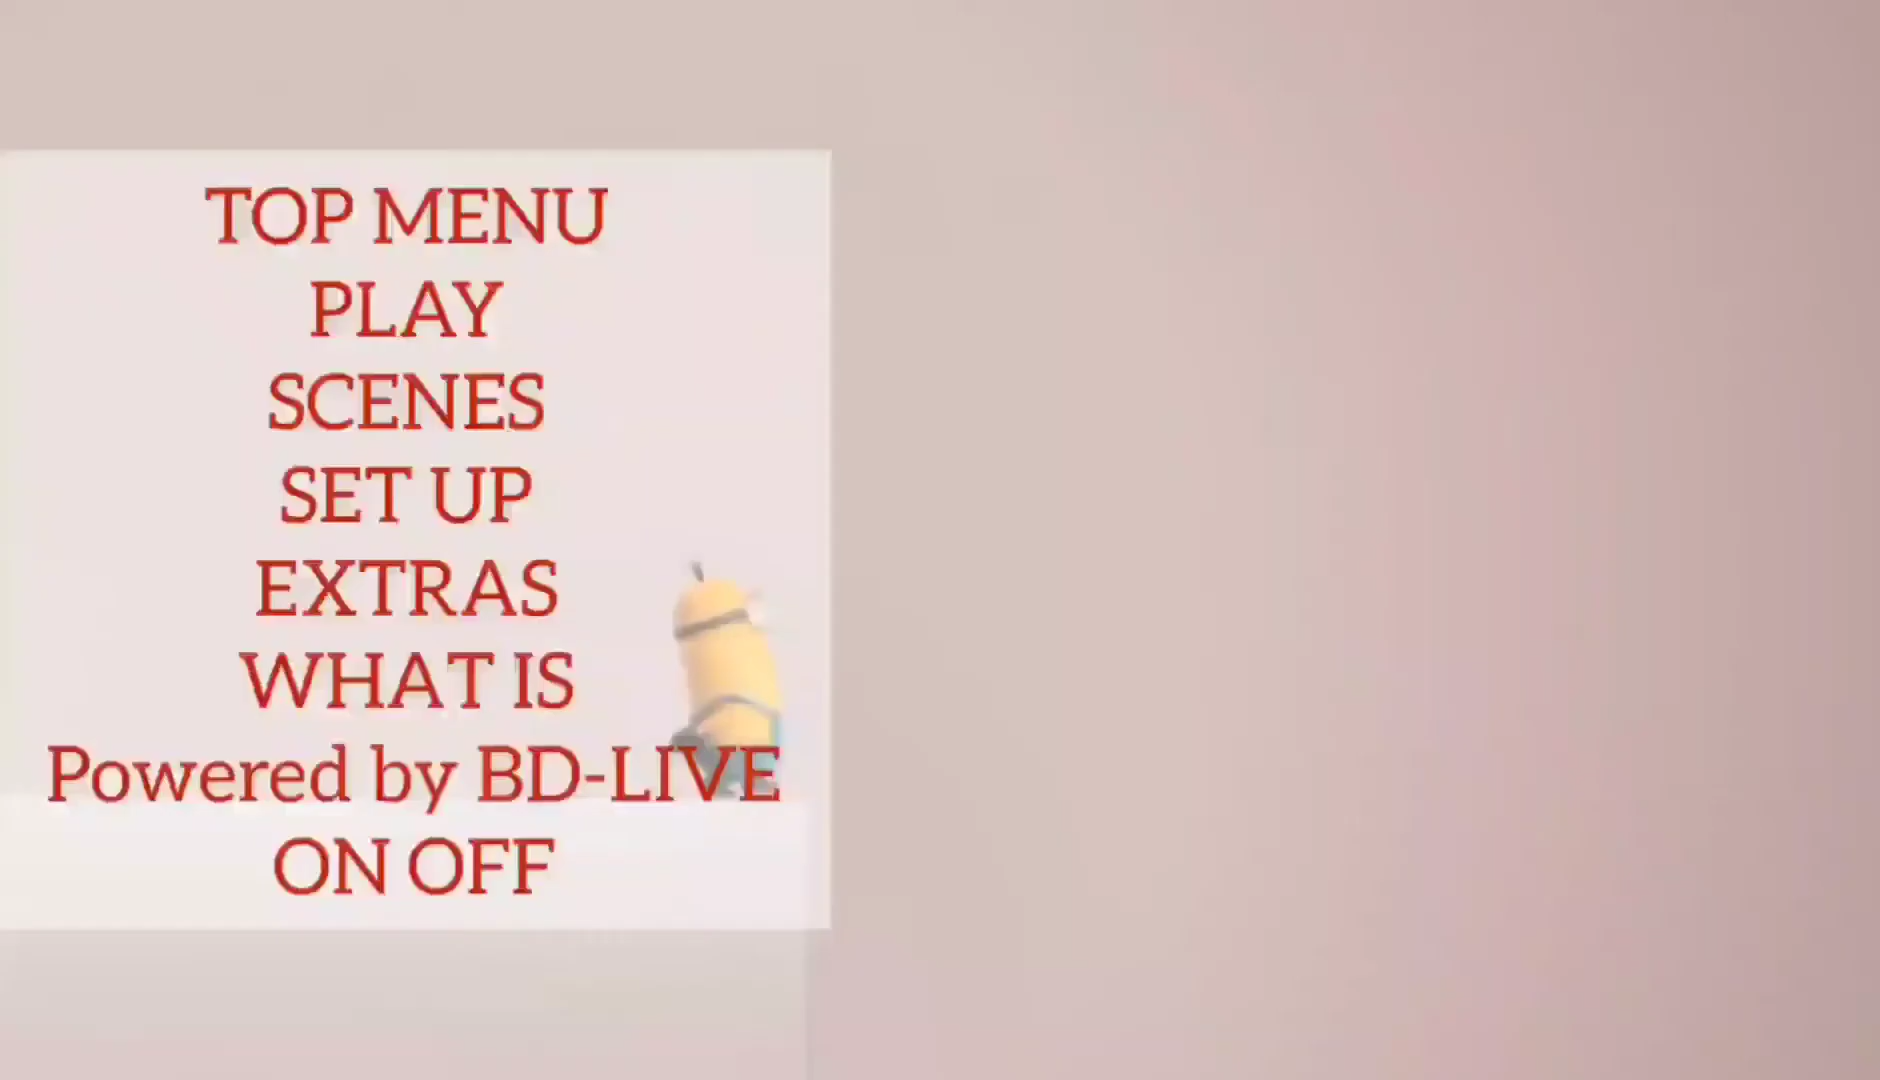 TOP MENU
PLAY
SCENES
SET UP
EXTRAS
WHAT IS
Powered by BD-LIVE
ON OFF